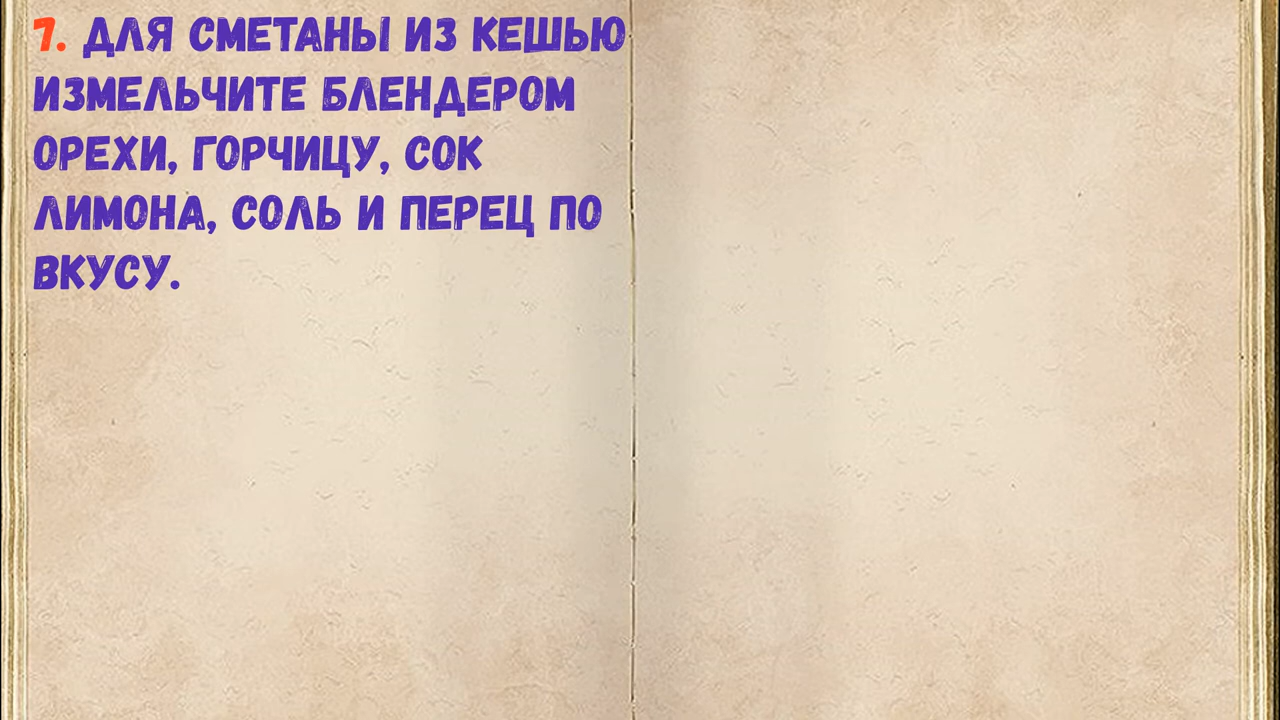 7. ДЛЯ СМЕТАНЫ ИЗ КЕШЬЮ
ИЗМЕЛЬЧИТЕ БЛЕНДЕРОМ
ОРЕХИ, ГОРЧИЦУ, СОК
ЛИМОНА, СОЛЬ И ПЕРЕЦ ПО
ВКУСУ.